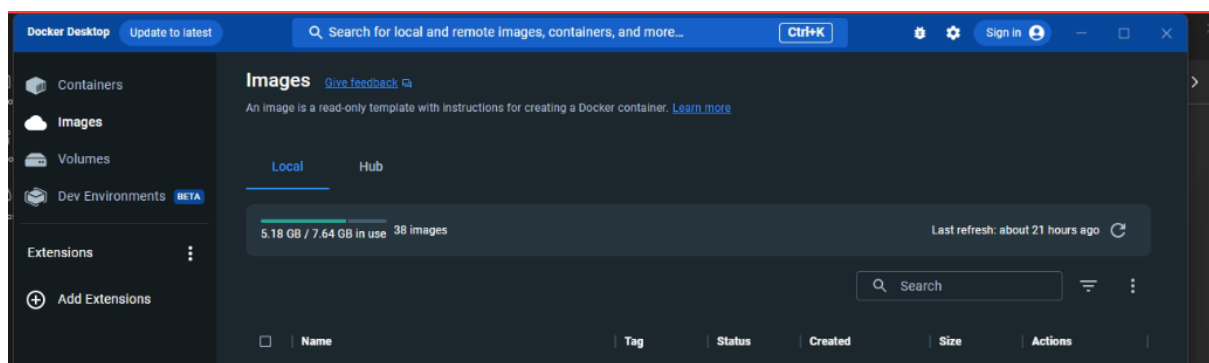 Docker Desktop Update to latest Search for local and remote images, containers, and more... Ctrl+K Sign in
Containers
Images
Volumes
Dev Environments BETA
Extensions
Add Extensions
Images Give feedback
An image is a read-only template with instructions for creating a Docker container. Learn more
Local Hub
5.18 GB / 7.64 GB in use 38 images Last refresh: about 21 hours ago
Search
Name Tag Status Created Size Actions